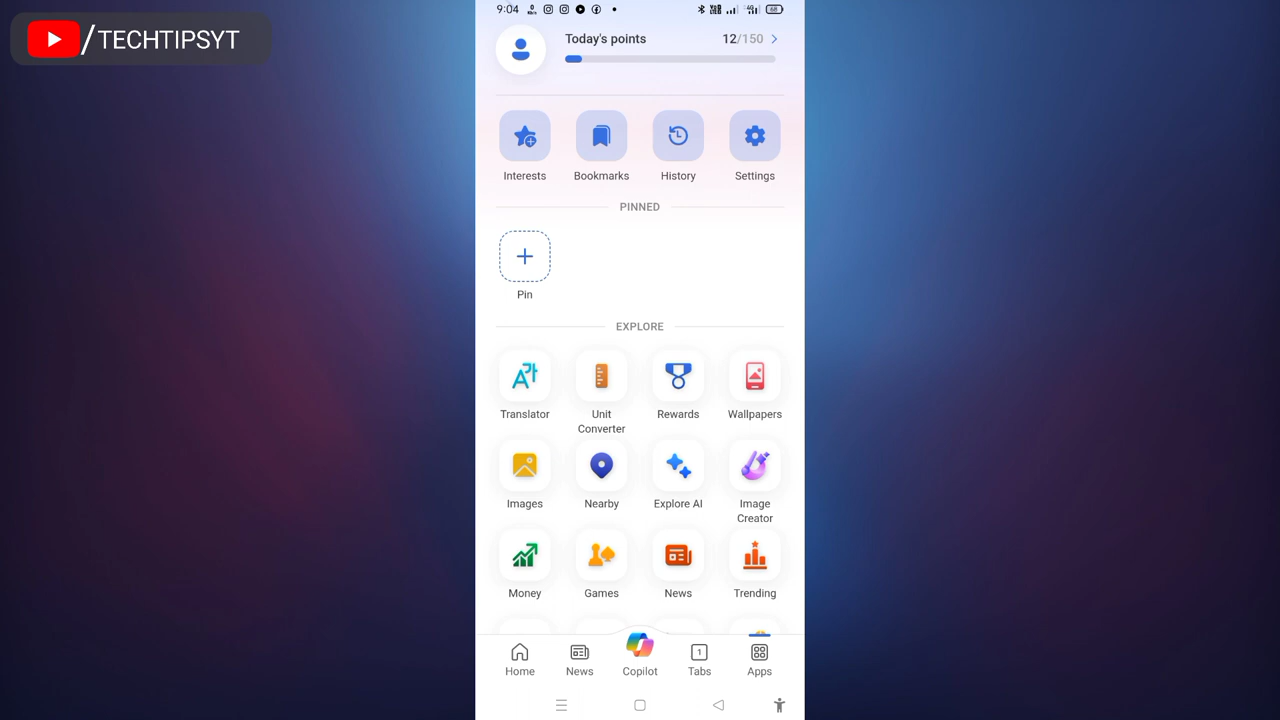 /TECHTIPSYT
9:04
Today's points 12/150
Interests Bookmarks History Settings
PINNED
Pin
EXPLORE
Translator Unit Converter Rewards Wallpapers
Images Nearby Explore AI Image Creator
Money Games News Trending
1
Home News Copilot Tabs Apps